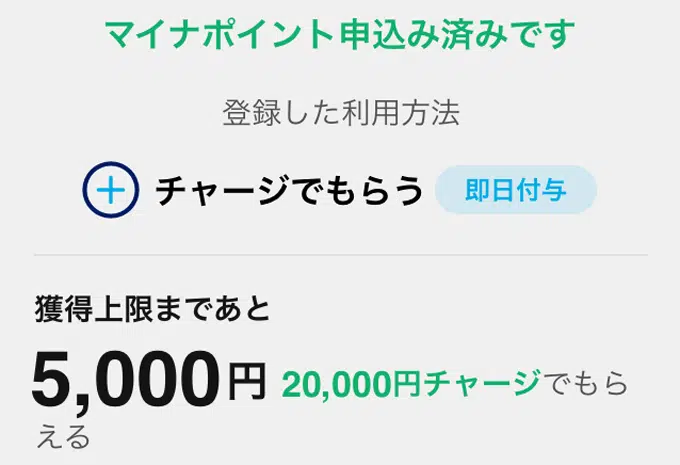 マイナポイント申込み済みです
登録した利用方法
チャージでもらう 即日付与
獲得上限まであと
5,000円 20,000円チャージでもら
える